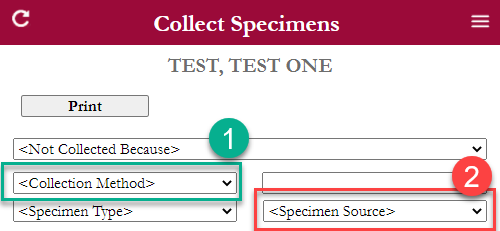 Collect Specimens
TEST, TEST ONE
Print
1
<Not Collected Because>
<Collection Method>
2
<Specimen Type> <Specimen Source>